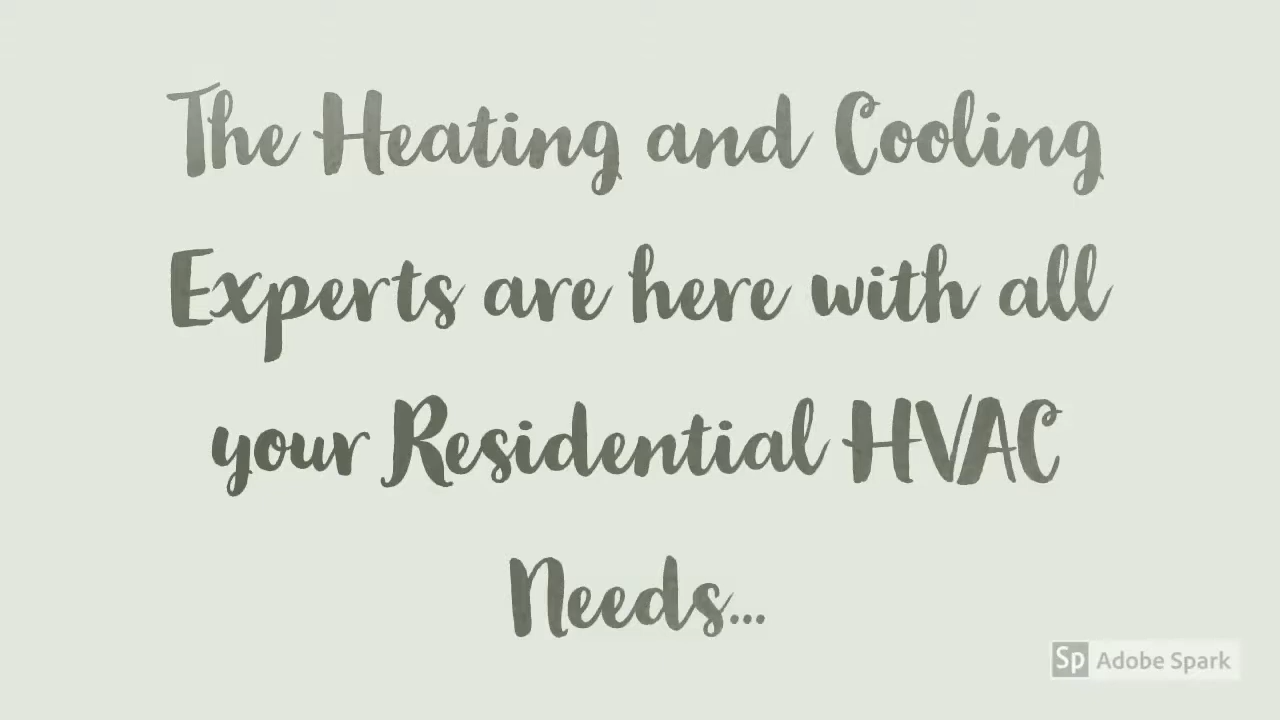 The Heating and Cooling
Experts are here with all
your Residential HVAC
Needs...
Sp Adobe Spark